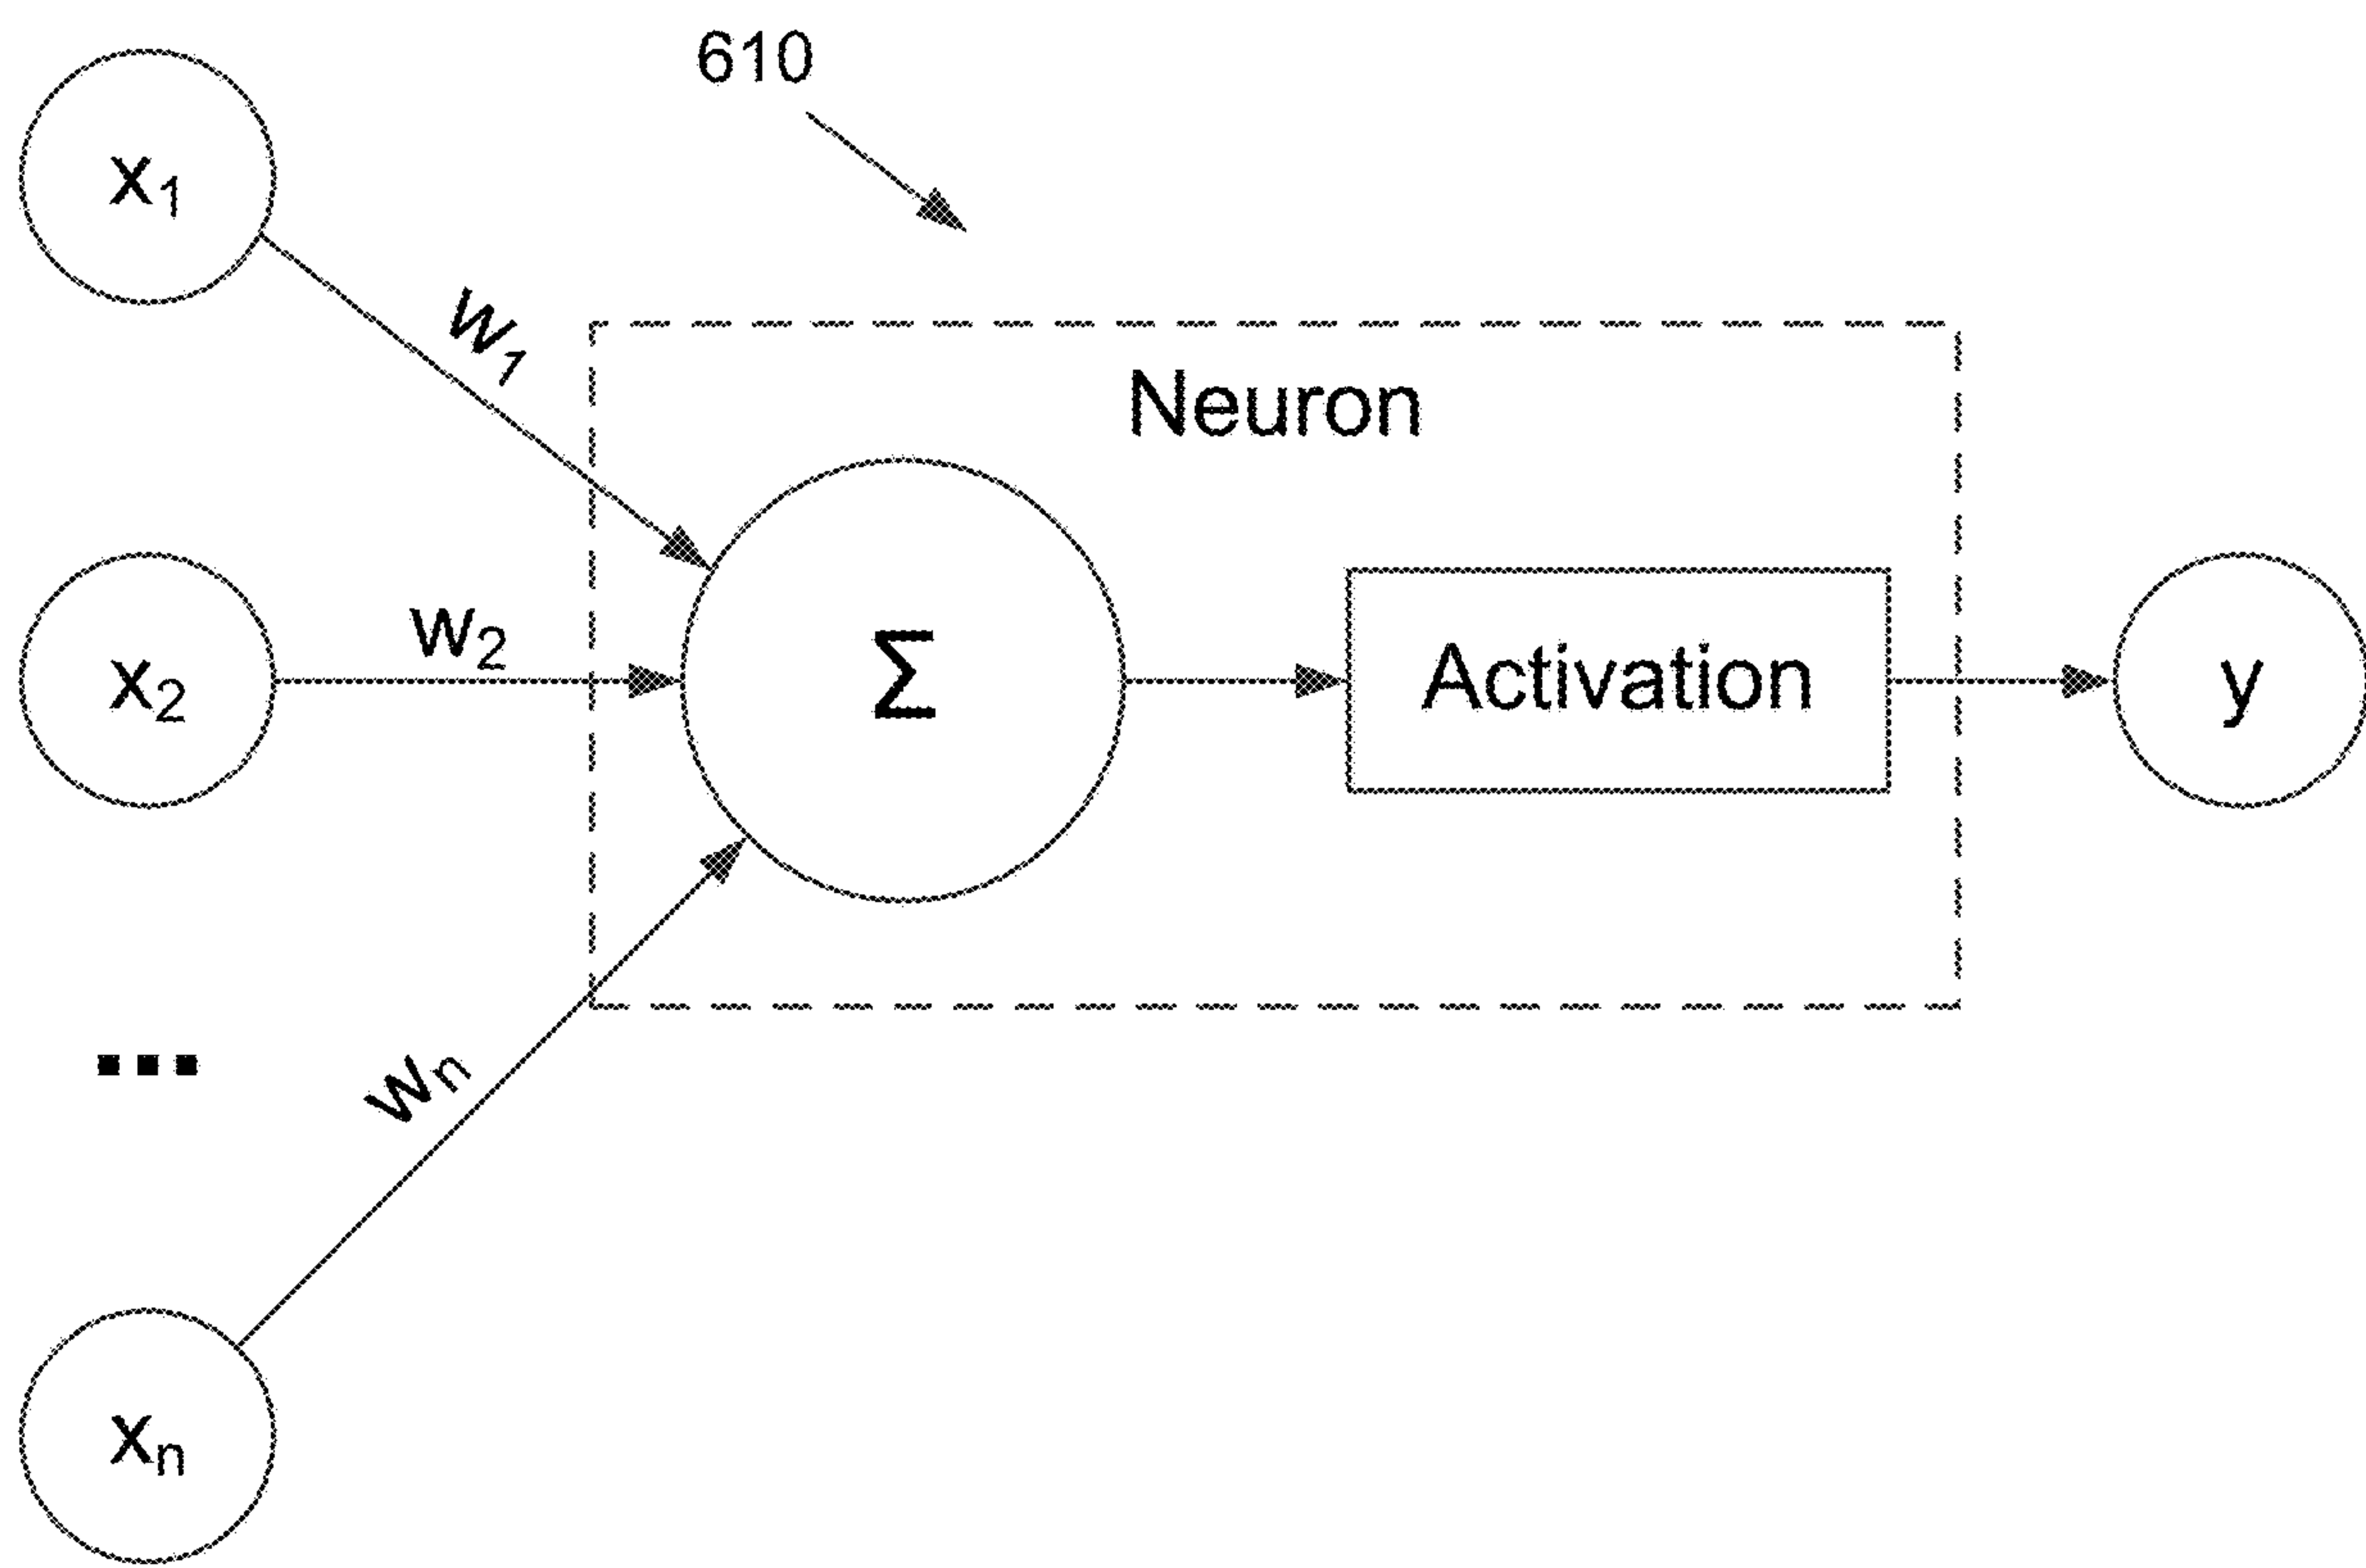 610
x₁
w₁
Neuron
x₂
w₂
Σ
Activation
y
...
wₙ
xₙ